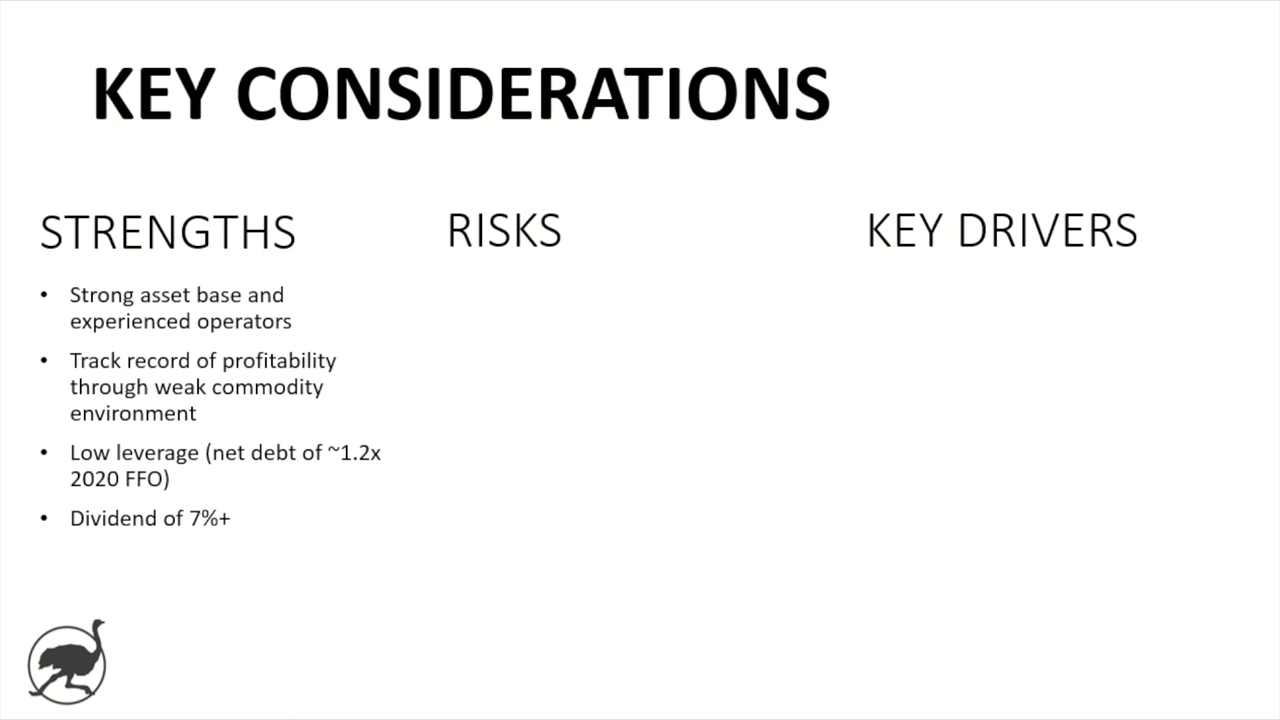 KEY CONSIDERATIONS
STRENGTHS
• Strong asset base and
experienced operators
• Track record of profitability
through weak commodity
environment
• Low leverage (net debt of ~1.2x
2020 FFO)
• Dividend of 7%+
RISKS
KEY DRIVERS